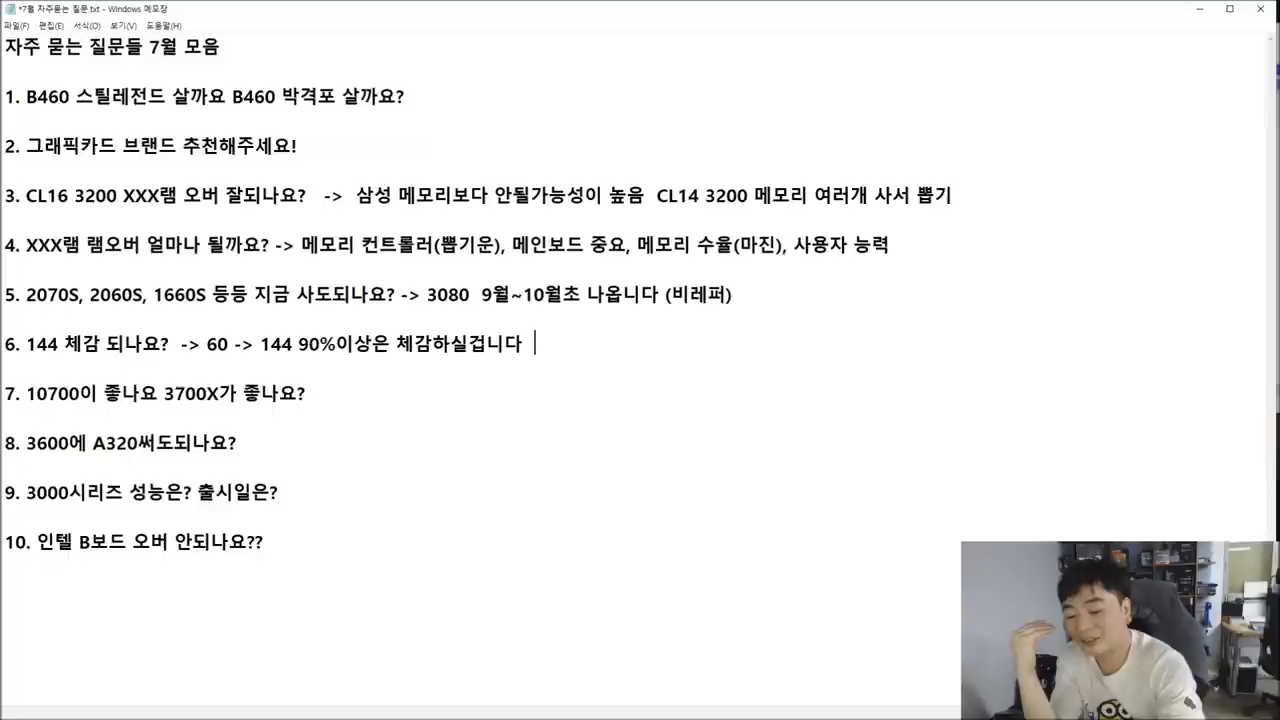 *7월 자주묻는 질문.txt - Windows 메모장
파일(F) 편집(E) 서식(O) 보기(V) 도움말(H)
자주 묻는 질문들 7월 모음
1. B460 스틸레전드 살까요 B460 박격포 살까요?
2. 그래픽카드 브랜드 추천해주세요!
3. CL16 3200 XXX램 오버 잘되나요? -> 삼성 메모리보다 안될가능성이 높음 CL14 3200 메모리 여러개 사서 뽑기
4. XXX램 램오버 얼마나 될까요? -> 메모리 컨트롤러(뽑기운), 메인보드 중요, 메모리 수율(마진), 사용자 능력
5. 2070S, 2060S, 1660S 등등 지금 사도되나요? -> 3080 9월~10월초 나옵니다 (비레퍼)
6. 144 체감 되나요? -> 60 -> 144 90%이상은 체감하실겁니다
7. 10700이 좋나요 3700X가 좋나요?
8. 3600에 A320써도되나요?
9. 3000시리즈 성능은? 출시일은?
10. 인텔 B보드 오버 안되나요??